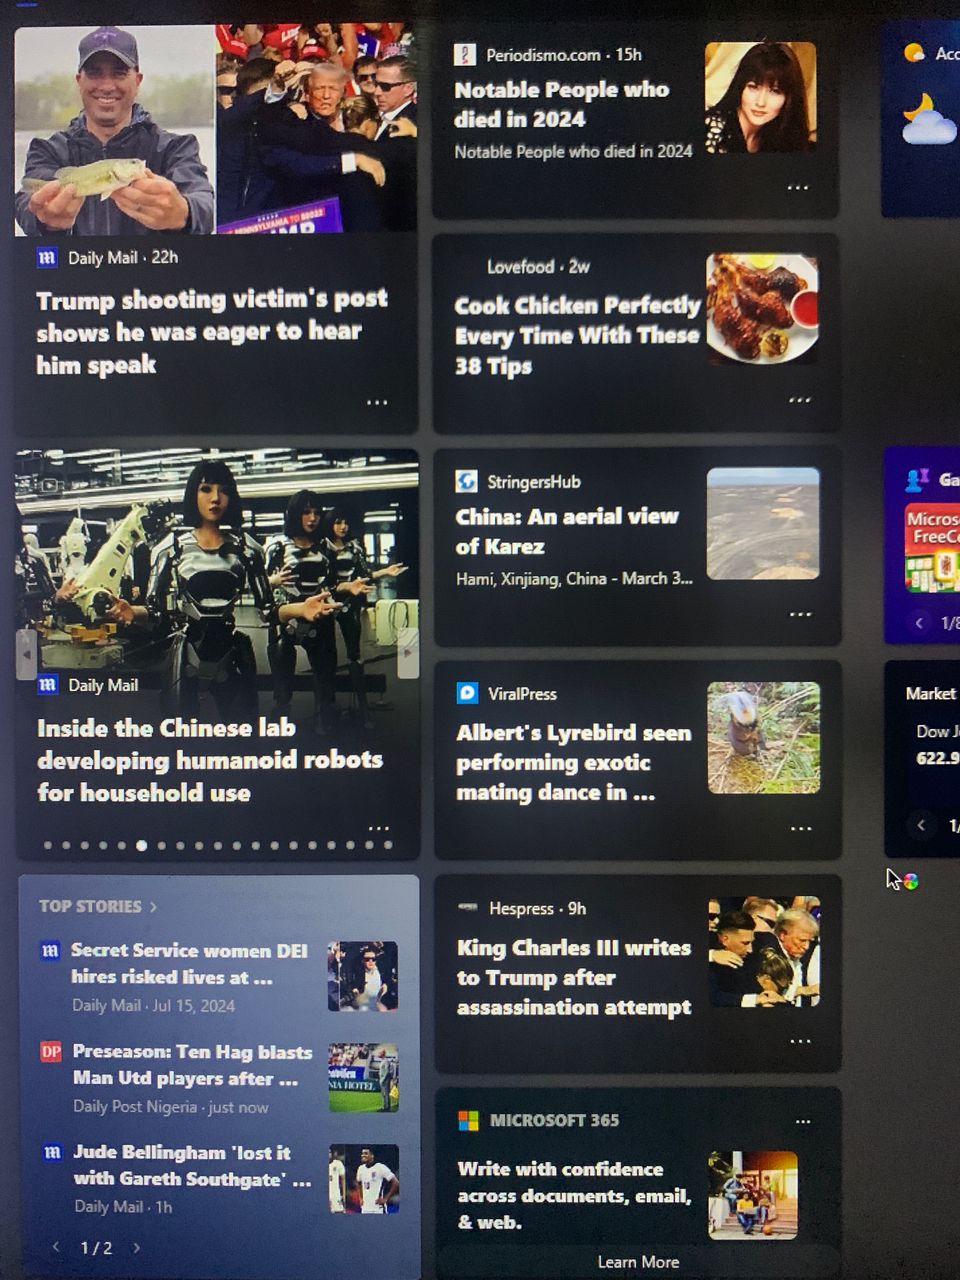 PENNSYLVANIA TO 88022
Daily Mail · 22h
Trump shooting victim's post
shows he was eager to hear
him speak
...
Daily Mail
Inside the Chinese lab
developing humanoid robots
for household use
...
TOP STORIES >
Secret Service women DEI
hires risked lives at ...
Daily Mail · Jul 15, 2024
DP
Preseason: Ten Hag blasts
Man Utd players after ...
Daily Post Nigeria · just now
Jude Bellingham 'lost it
with Gareth Southgate' ...
Daily Mail · 1h
< 1 / 2 >
Periodismo.com · 15h
Notable People who
died in 2024
Notable People who died in 2024
...
Lovefood · 2w
Cook Chicken Perfectly
Every Time With These
38 Tips
...
StringersHub
China: An aerial view
of Karez
Hami, Xinjiang, China - March 3...
...
ViralPress
Albert's Lyrebird seen
performing exotic
mating dance in ...
...
Hespress · 9h
King Charles III writes
to Trump after
assassination attempt
...
MICROSOFT 365
...
Write with confidence
across documents, email,
& web.
Learn More
Acc
Ga
Micros
FreeCe
< 1/8
Market
Dow J
622.9
< 1/